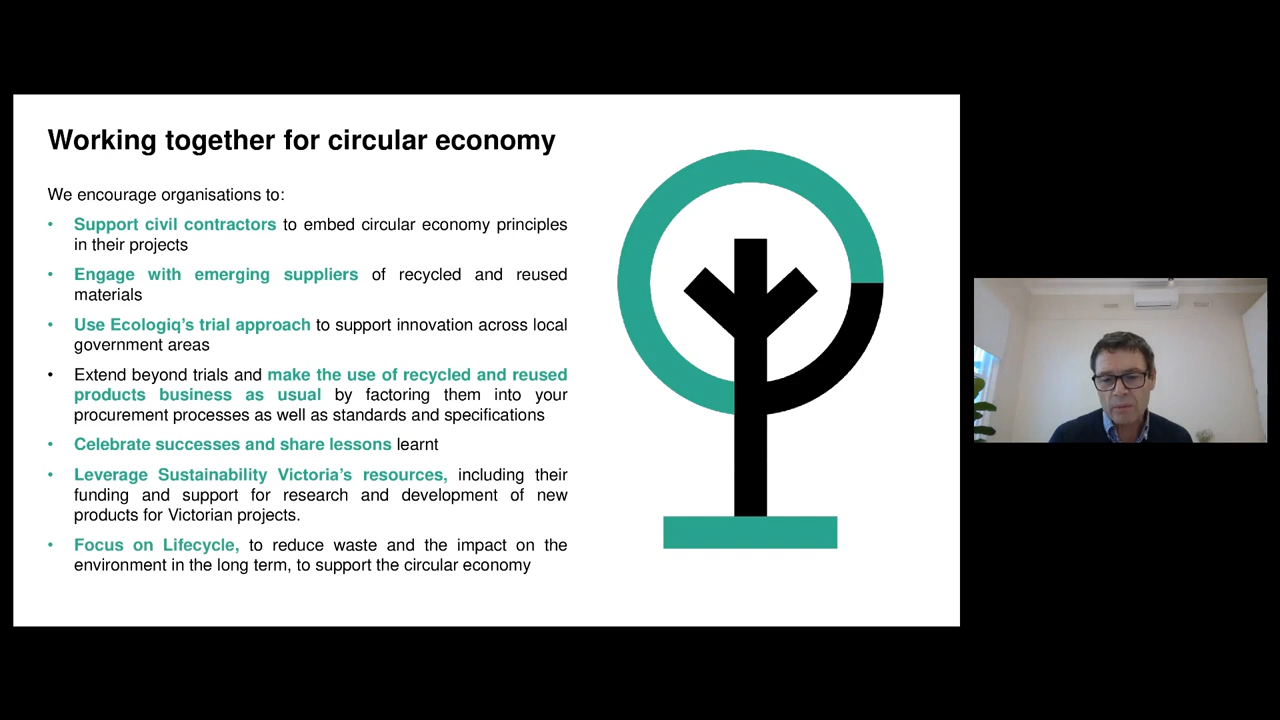 Working together for circular economy
We encourage organisations to:
• Support civil contractors to embed circular economy principles
in their projects
• Engage with emerging suppliers of recycled and reused
materials
• Use Ecologiq’s trial approach to support innovation across local
government areas
• Extend beyond trials and make the use of recycled and reused
products business as usual by factoring them into your
procurement processes as well as standards and specifications
• Celebrate successes and share lessons learnt
• Leverage Sustainability Victoria’s resources, including their
funding and support for research and development of new
products for Victorian projects.
• Focus on Lifecycle, to reduce waste and the impact on the
environment in the long term, to support the circular economy